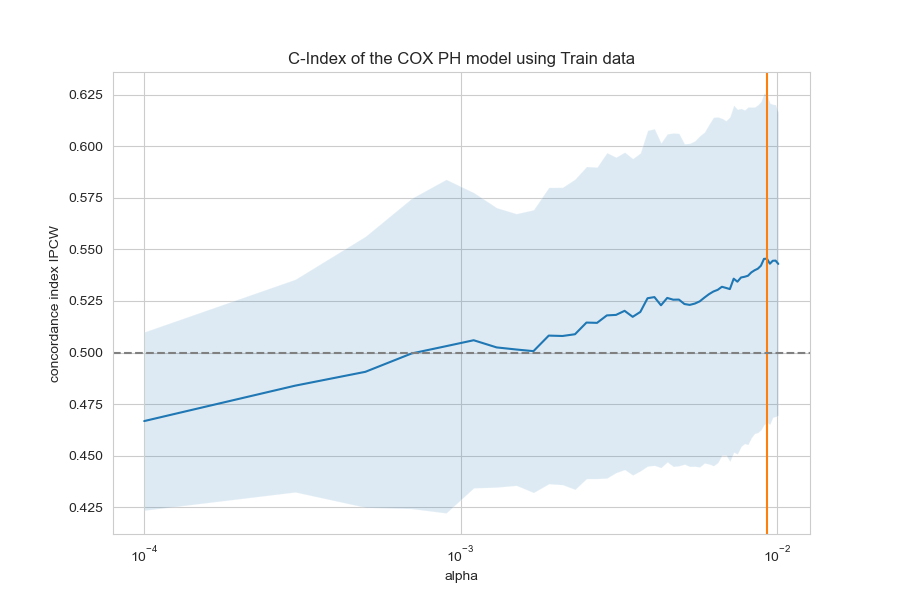 C-Index of the COX PH model using Train data
concordance index IPCW
0.625
0.600
0.575
0.550
0.525
0.500
0.475
0.450
0.425
10⁻⁴ 10⁻³ 10⁻²
alpha